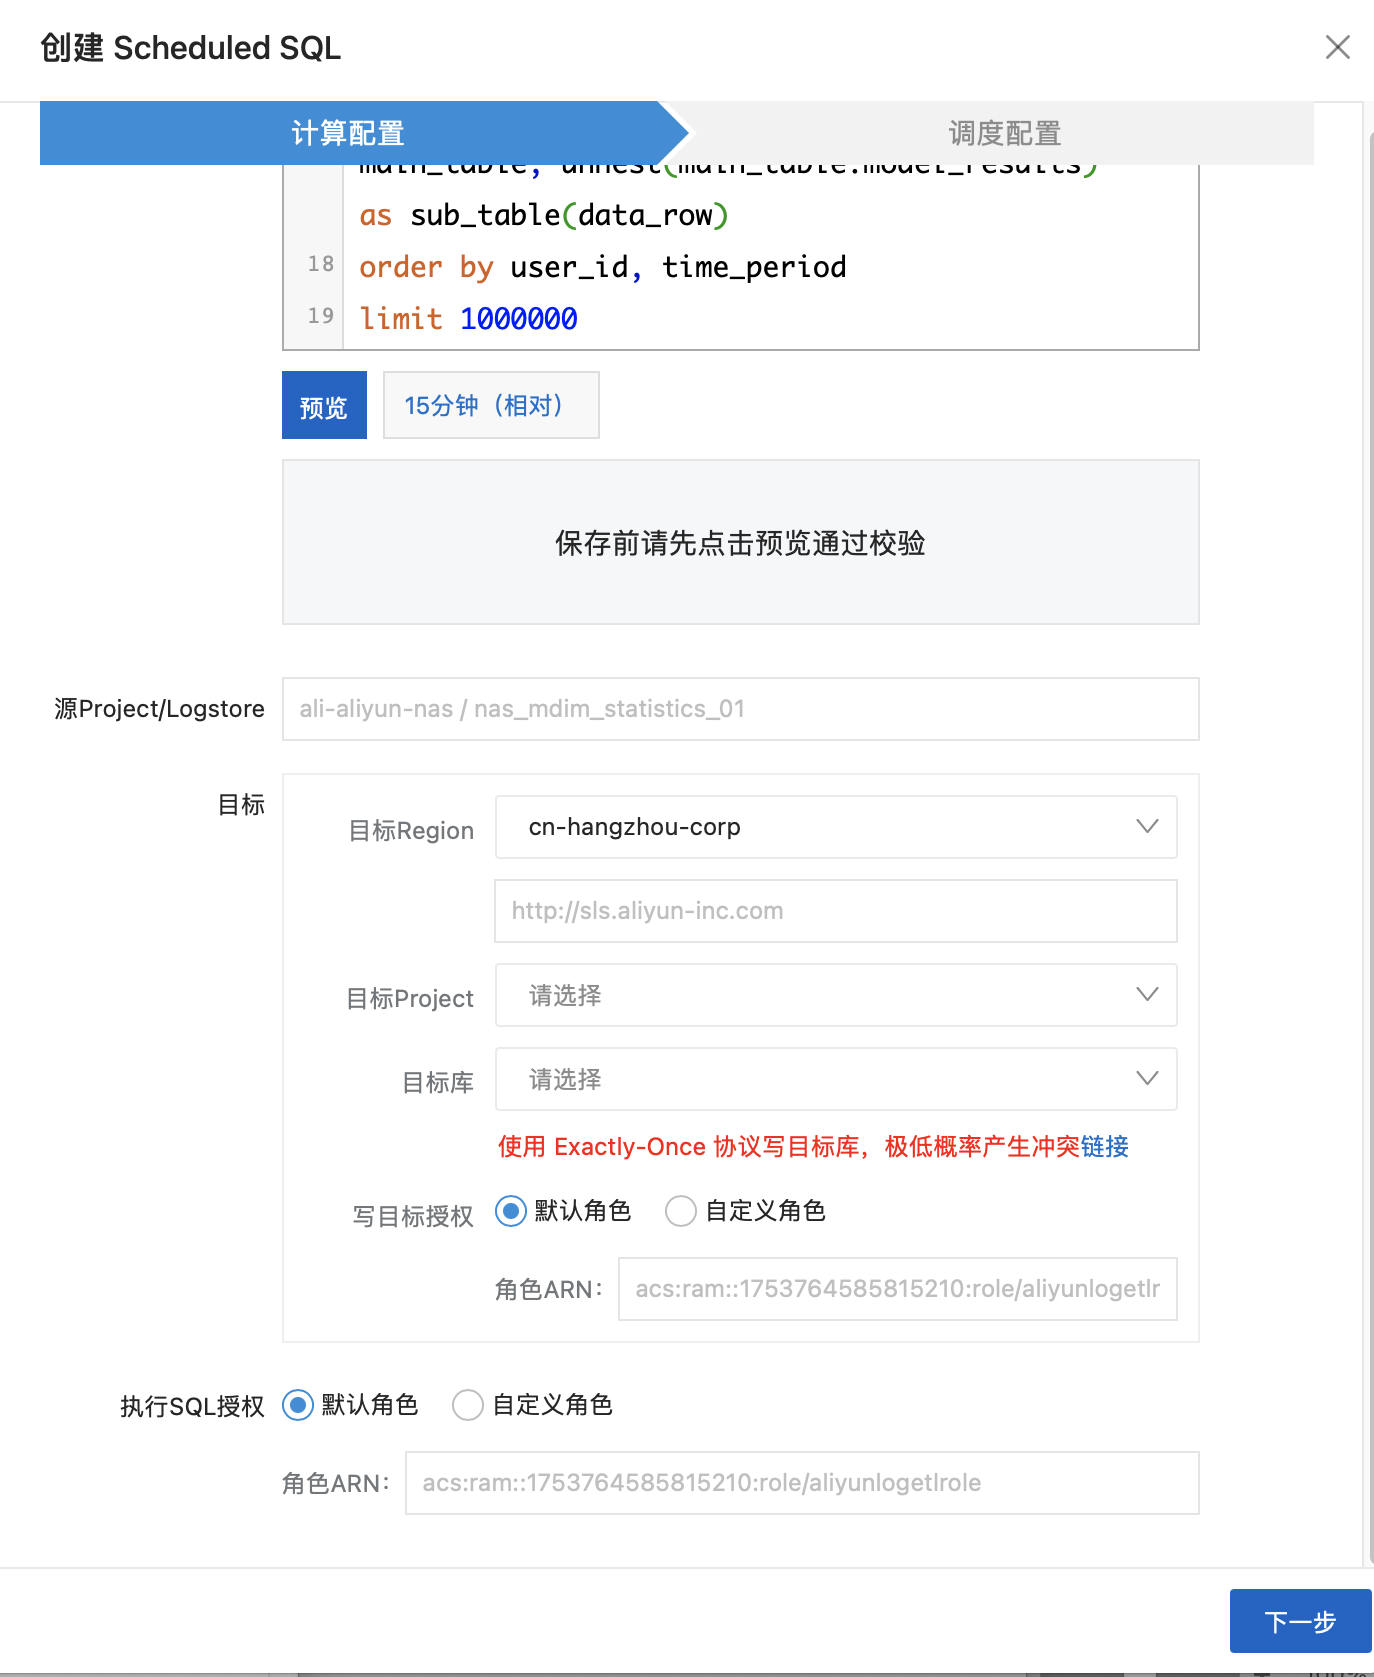 创建 Scheduled SQL
计算配置
调度配置
main_table, unnest(main_table.model_results)
as sub_table(data_row)
18 order by user_id, time_period
19 limit 1000000
预览
15分钟（相对）
保存前请先点击预览通过校验
源Project/Logstore
ali-aliyun-nas / nas_mdim_statistics_01
目标
目标Region
cn-hangzhou-corp
http://sls.aliyun-inc.com
目标Project
请选择
目标库
请选择
使用 Exactly-Once 协议写目标库，极低概率产生冲突链接
写目标授权
默认角色
自定义角色
角色ARN：
acs:ram::1753764585815210:role/aliyunlogetlr
执行SQL授权
默认角色
自定义角色
角色ARN：
acs:ram::1753764585815210:role/aliyunlogetlrole
下一步